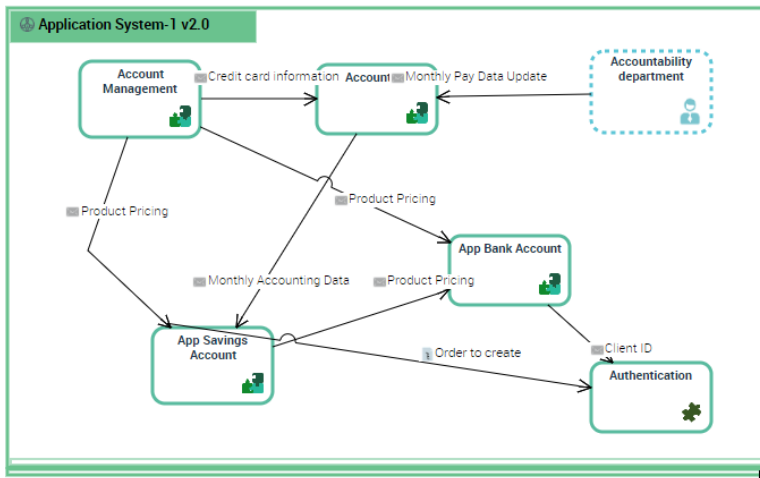 Application System-1 v2.0
Account
Management
Credit card information
Account
Monthly Pay Data Update
Accountability
department
Product Pricing
Product Pricing
App Bank Account
Monthly Accounting Data
Product Pricing
App Savings
Account
Order to create
Client ID
Authentication